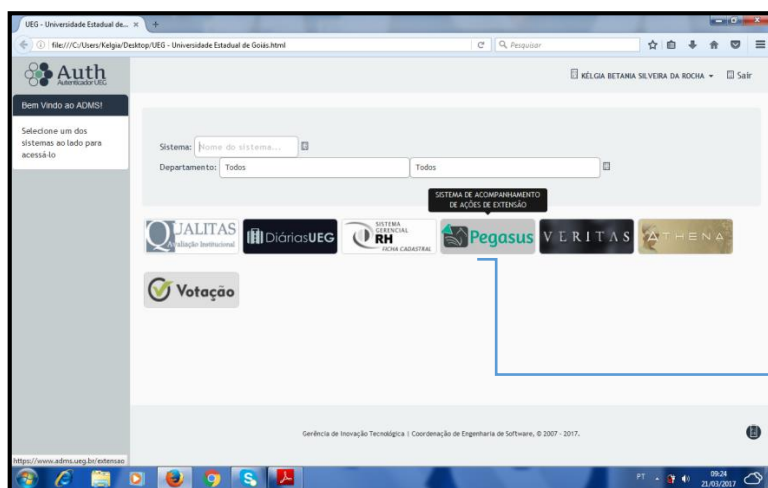 UEG - Universidade Estadual de...
file:///C:/Users/Kelgia/Desktop/UEG - Universidade Estadual de Goiás.html
Pesquisar
Auth
Autenticador UEG
KÉLGIA BETANIA SILVEIRA DA ROCHA
Sair
Bem Vindo ao ADMS!
Selecione um dos
sistemas ao lado para
acessá-lo
Sistema: Nome do sistema...
Departamento: Todos Todos
SISTEMA DE ACOMPANHAMENTO
DE AÇÕES DE EXTENSÃO
QUALITAS
Avaliação Institucional
DiáriasUEG
SISTEMA
GERENCIAL
RH
FICHA CADASTRAL
Pegasus
VERITAS
ATHENA
Votação
Gerência de Inovação Tecnológica | Coordenação de Engenharia de Software, © 2007 - 2017.
https://www.adms.ueg.br/extensao
PT
09:24
21/03/2017